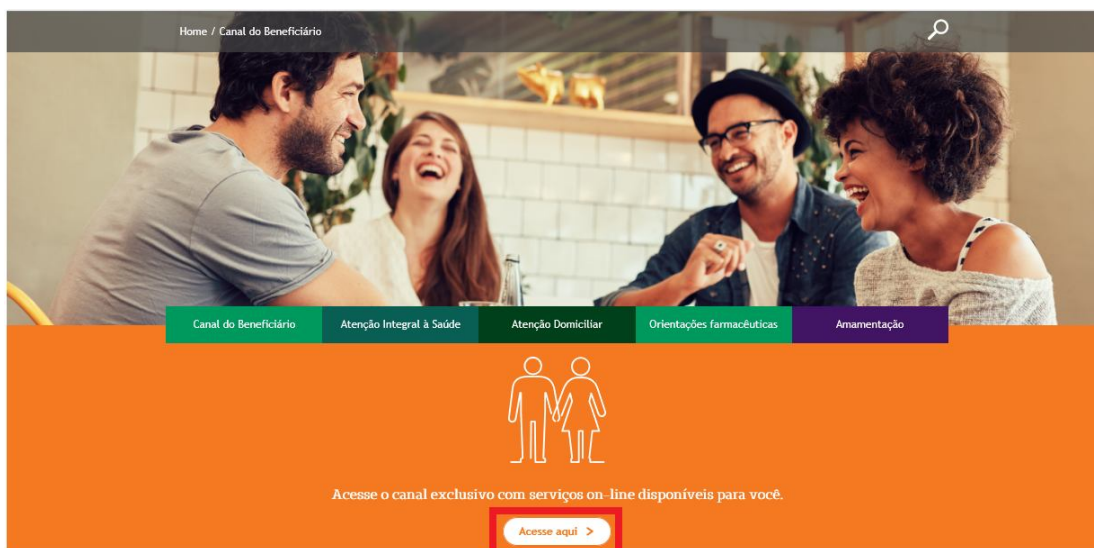 Home / Canal do Beneficiário
Canal do Beneficiário Atenção Integral à Saúde Atenção Domiciliar Orientações farmacêuticas Amamentação
Acesse o canal exclusivo com serviços on-line disponíveis para você.
Acesse aquí >